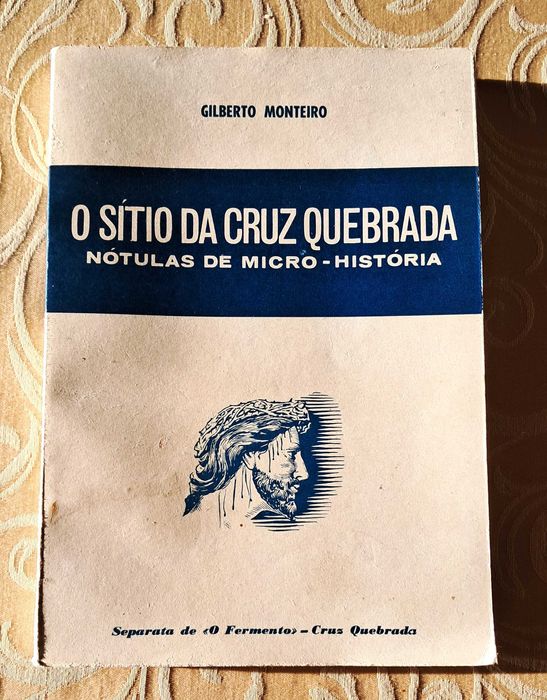 GILBERTO MONTEIRO
O SÍTIO DA CRUZ QUEBRADA
NÓTULAS DE MICRO-HISTÓRIA
Separata de «O Fermento» – Cruz Quebrada